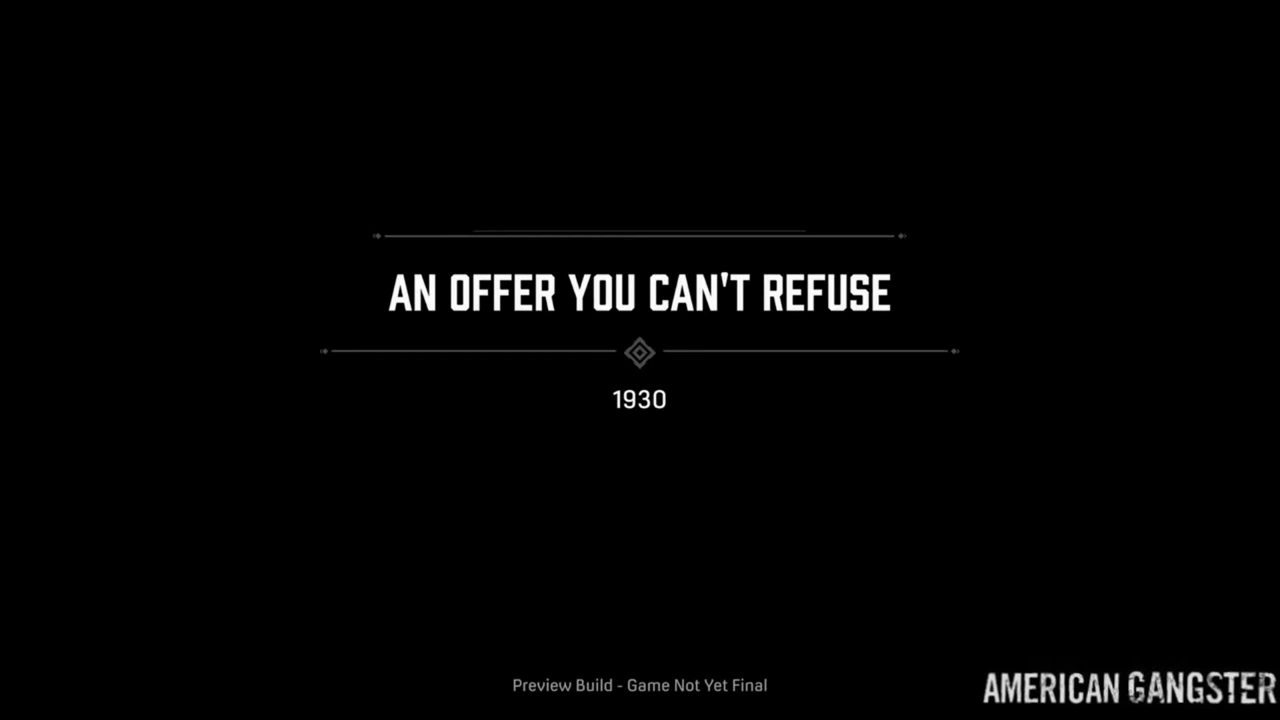 AN OFFER YOU CAN'T REFUSE
1930
Preview Build - Game Not Yet Final
AMERICAN GANGSTER